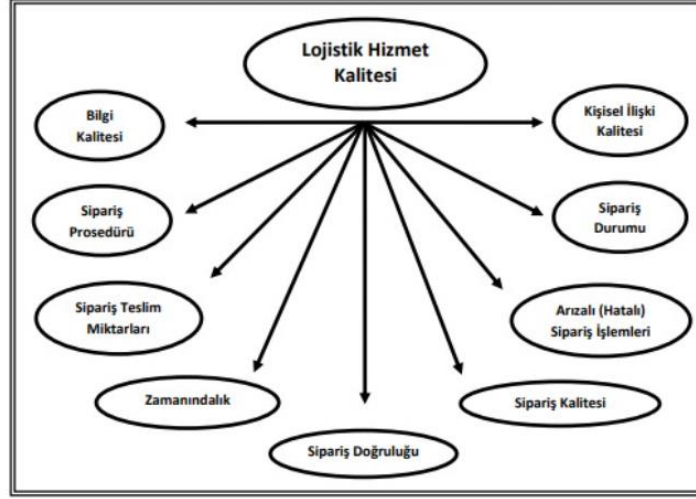 Lojistik Hizmet
Kalitesi
Bilgi
Kalitesi
Kişisel İlişki
Kalitesi
Sipariş
Prosedürü
Sipariş
Durumu
Sipariş Teslim
Miktarları
Arızalı (Hatalı)
Sipariş İşlemleri
Zamanındalık
Sipariş Kalitesi
Sipariş Doğruluğu